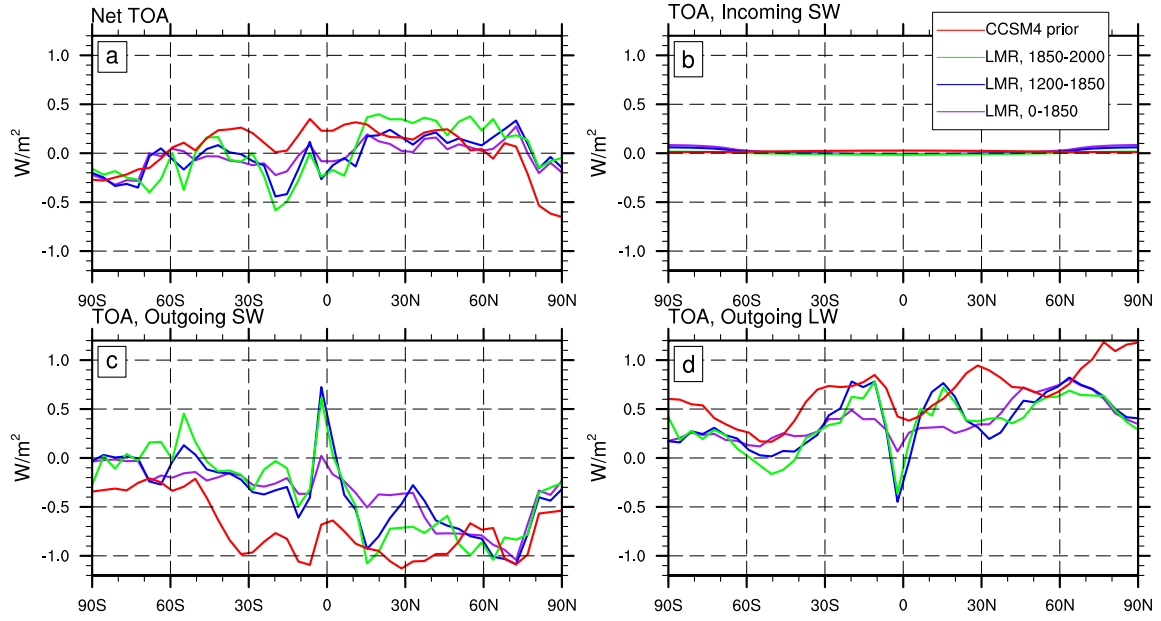 Net TOA
a
1.0
0.5
0.0
-0.5
-1.0
W/m²
90S 60S 30S 0 30N 60N 90N
TOA, Incoming SW
b
CCSM4 prior
LMR, 1850-2000
LMR, 1200-1850
LMR, 0-1850
1.0
0.5
0.0
-0.5
-1.0
W/m²
90S 60S 30S 0 30N 60N 90N
TOA, Outgoing SW
c
1.0
0.5
0.0
-0.5
-1.0
W/m²
90S 60S 30S 0 30N 60N 90N
TOA, Outgoing LW
d
1.0
0.5
0.0
-0.5
-1.0
W/m²
90S 60S 30S 0 30N 60N 90N